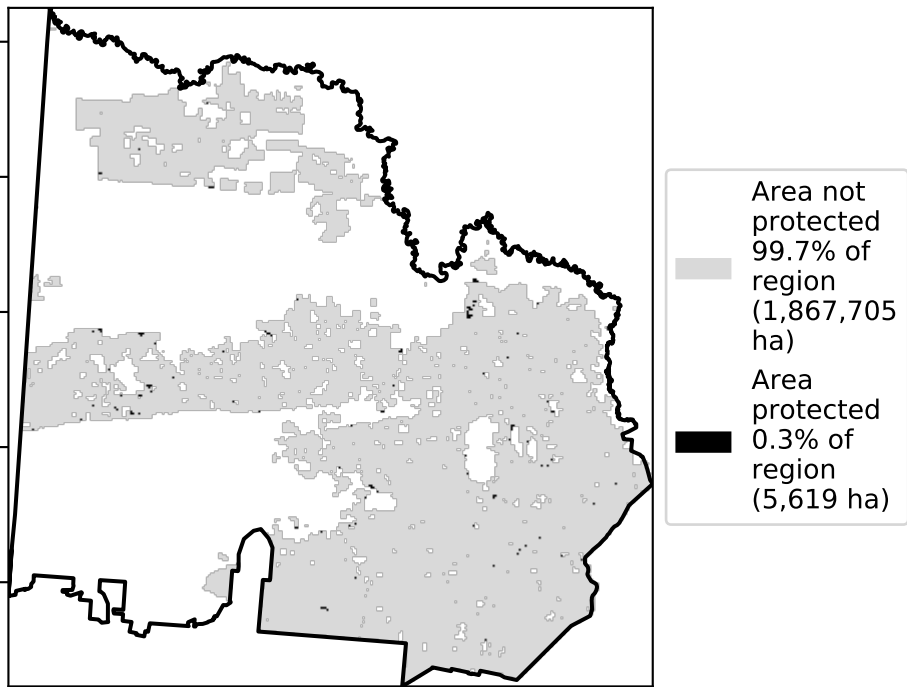 Area not
protected
99.7% of
region
(1,867,705
ha)
Area
protected
0.3% of
region
(5,619 ha)